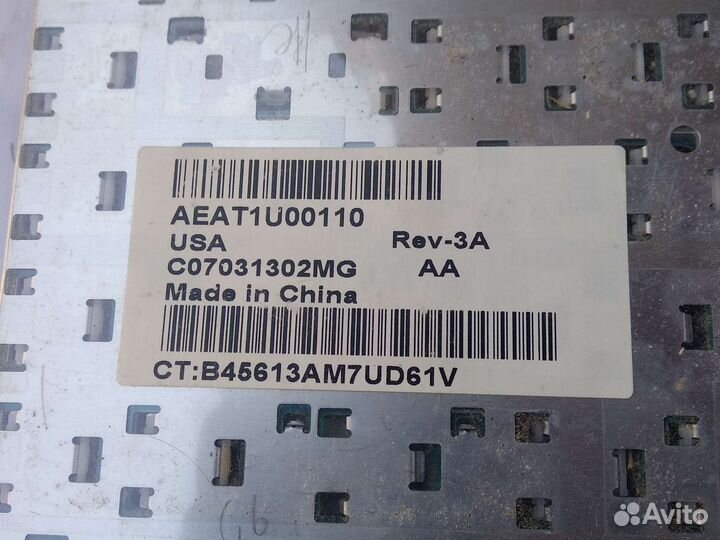 AEAT1U00110
USA Rev-3A
C07031302MG AA
Made in China
CT:B45613AM7UD61V
Avito